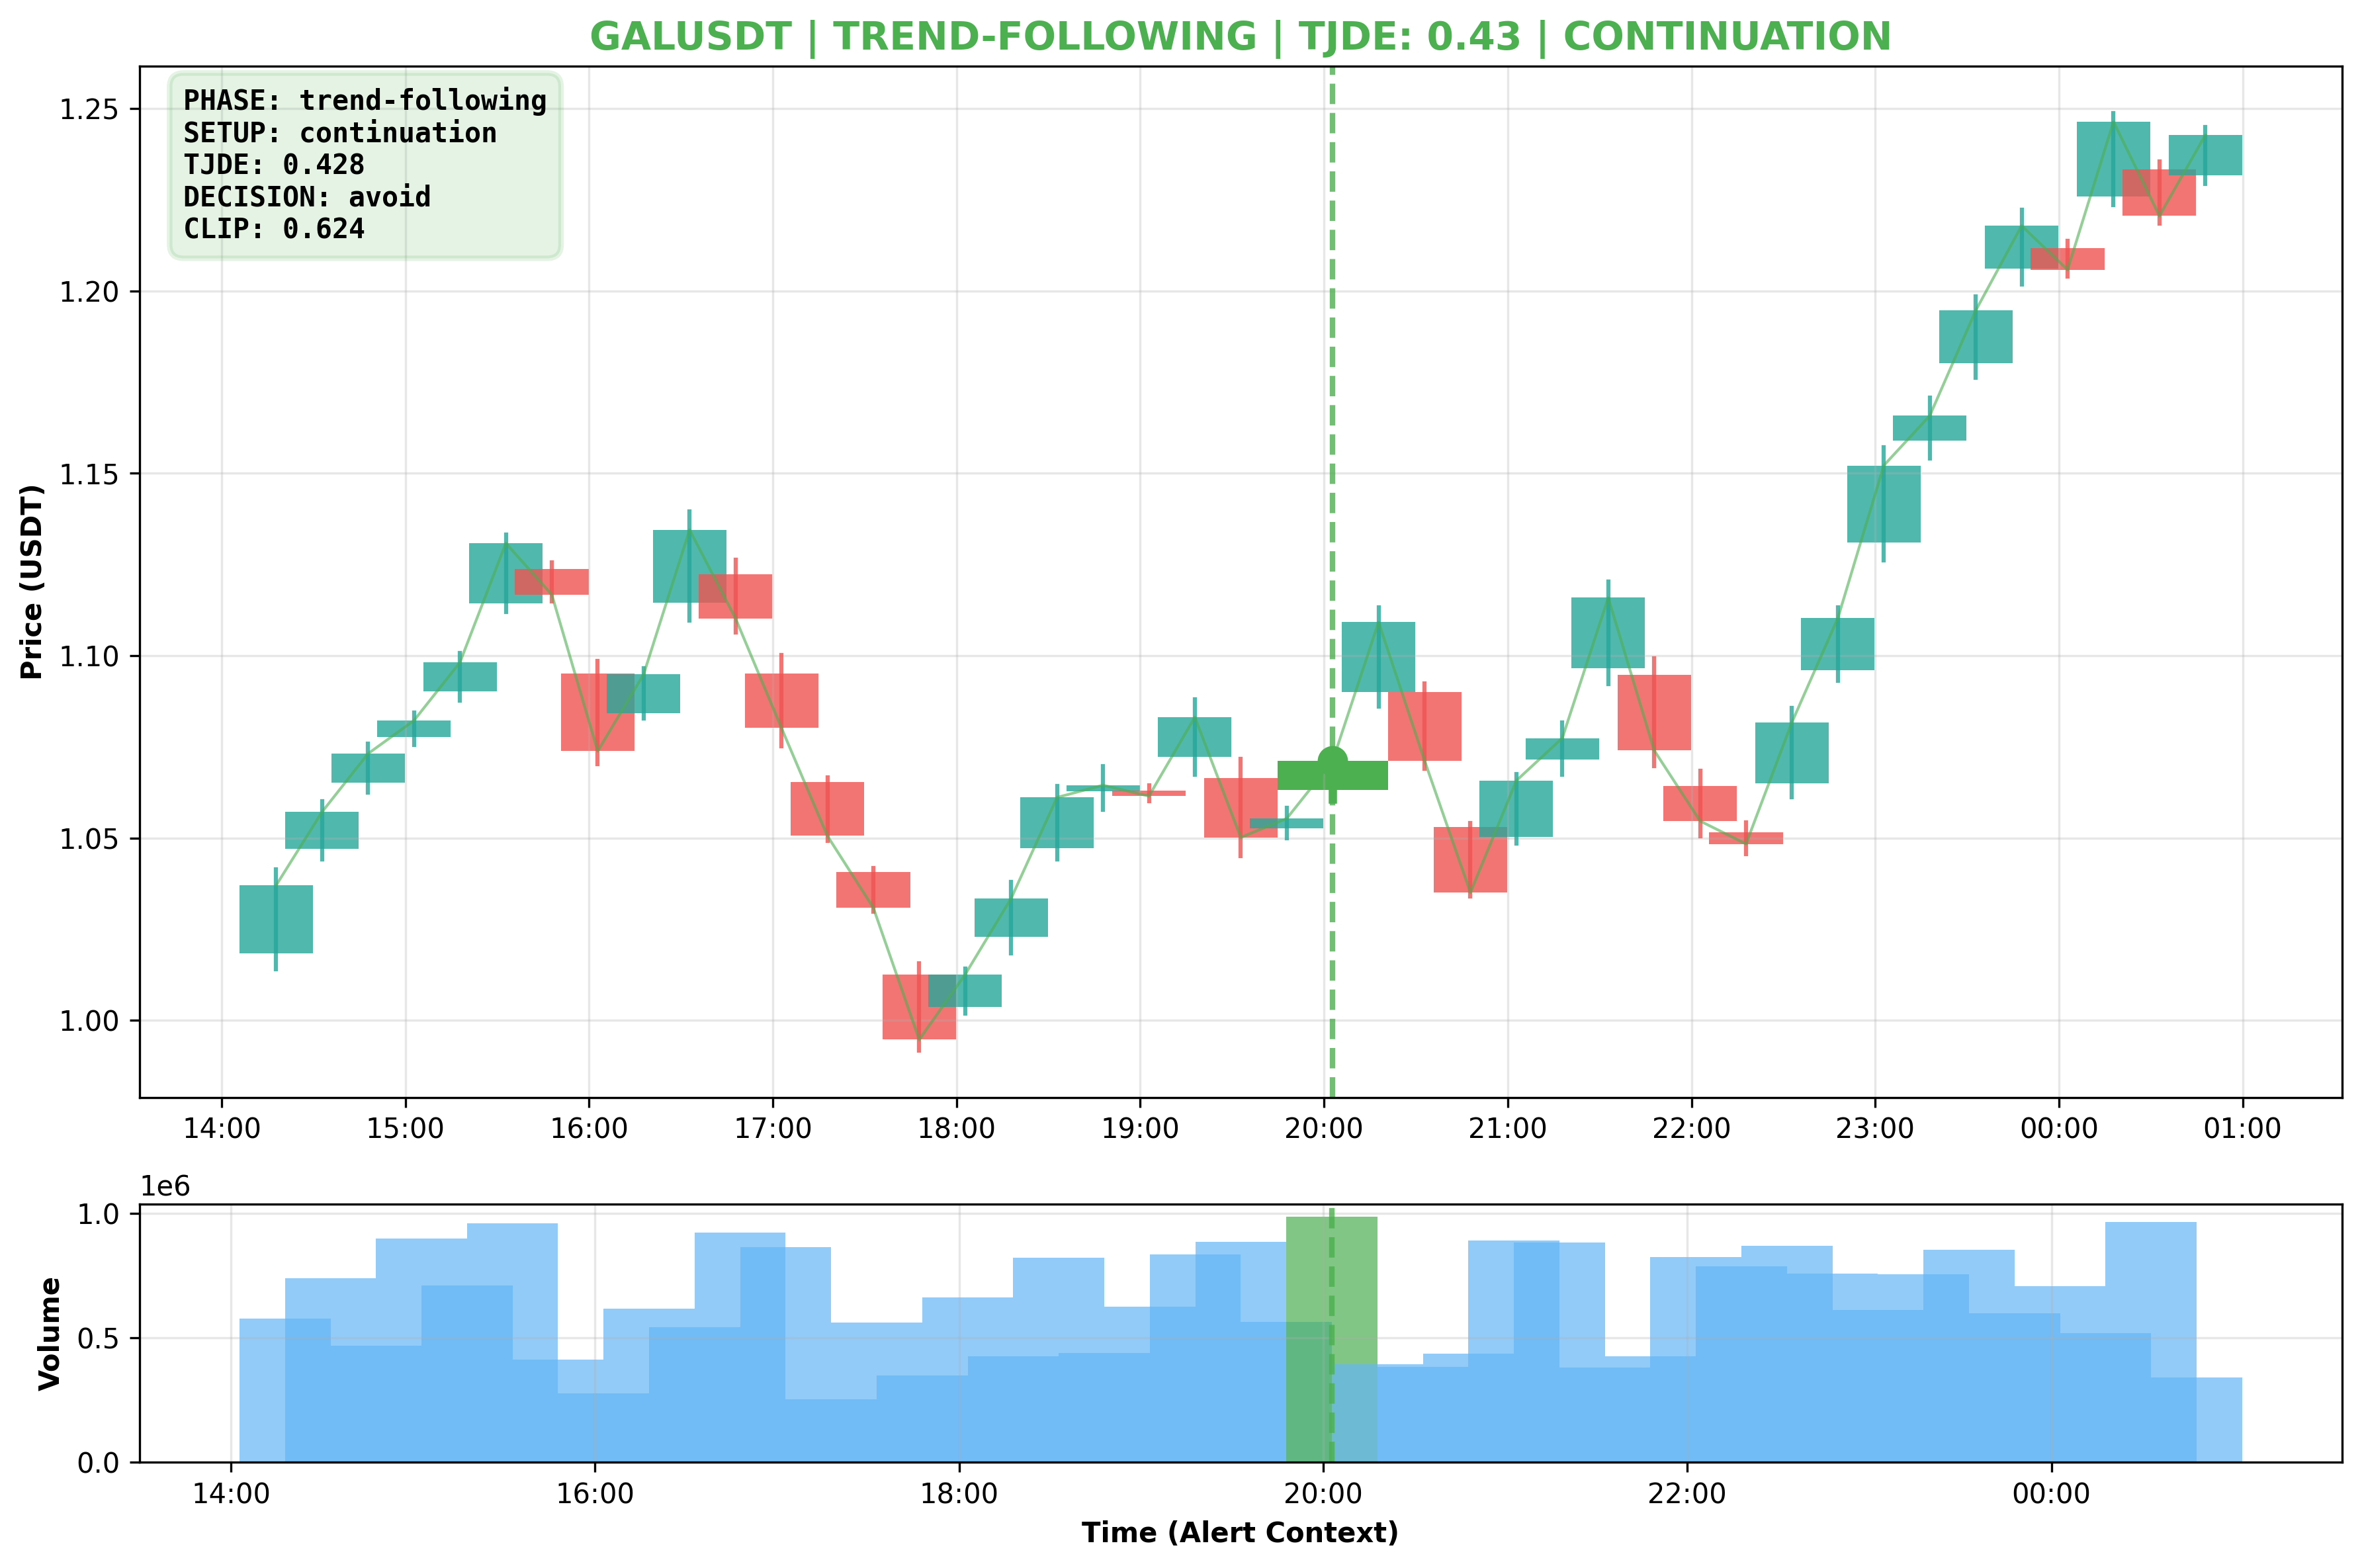 GALUSDT | TREND-FOLLOWING | TJDE: 0.43 | CONTINUATION
PHASE: trend-following
SETUP: continuation
TJDE: 0.428
DECISION: avoid
CLIP: 0.624
Price (USDT)
1.25
1.20
1.15
1.10
1.05
1.00
14:00 15:00 16:00 17:00 18:00 19:00 20:00 21:00 22:00 23:00 00:00 01:00
1e6
Volume
1.0
0.5
0.0
14:00 16:00 18:00 20:00 22:00 00:00
Time (Alert Context)